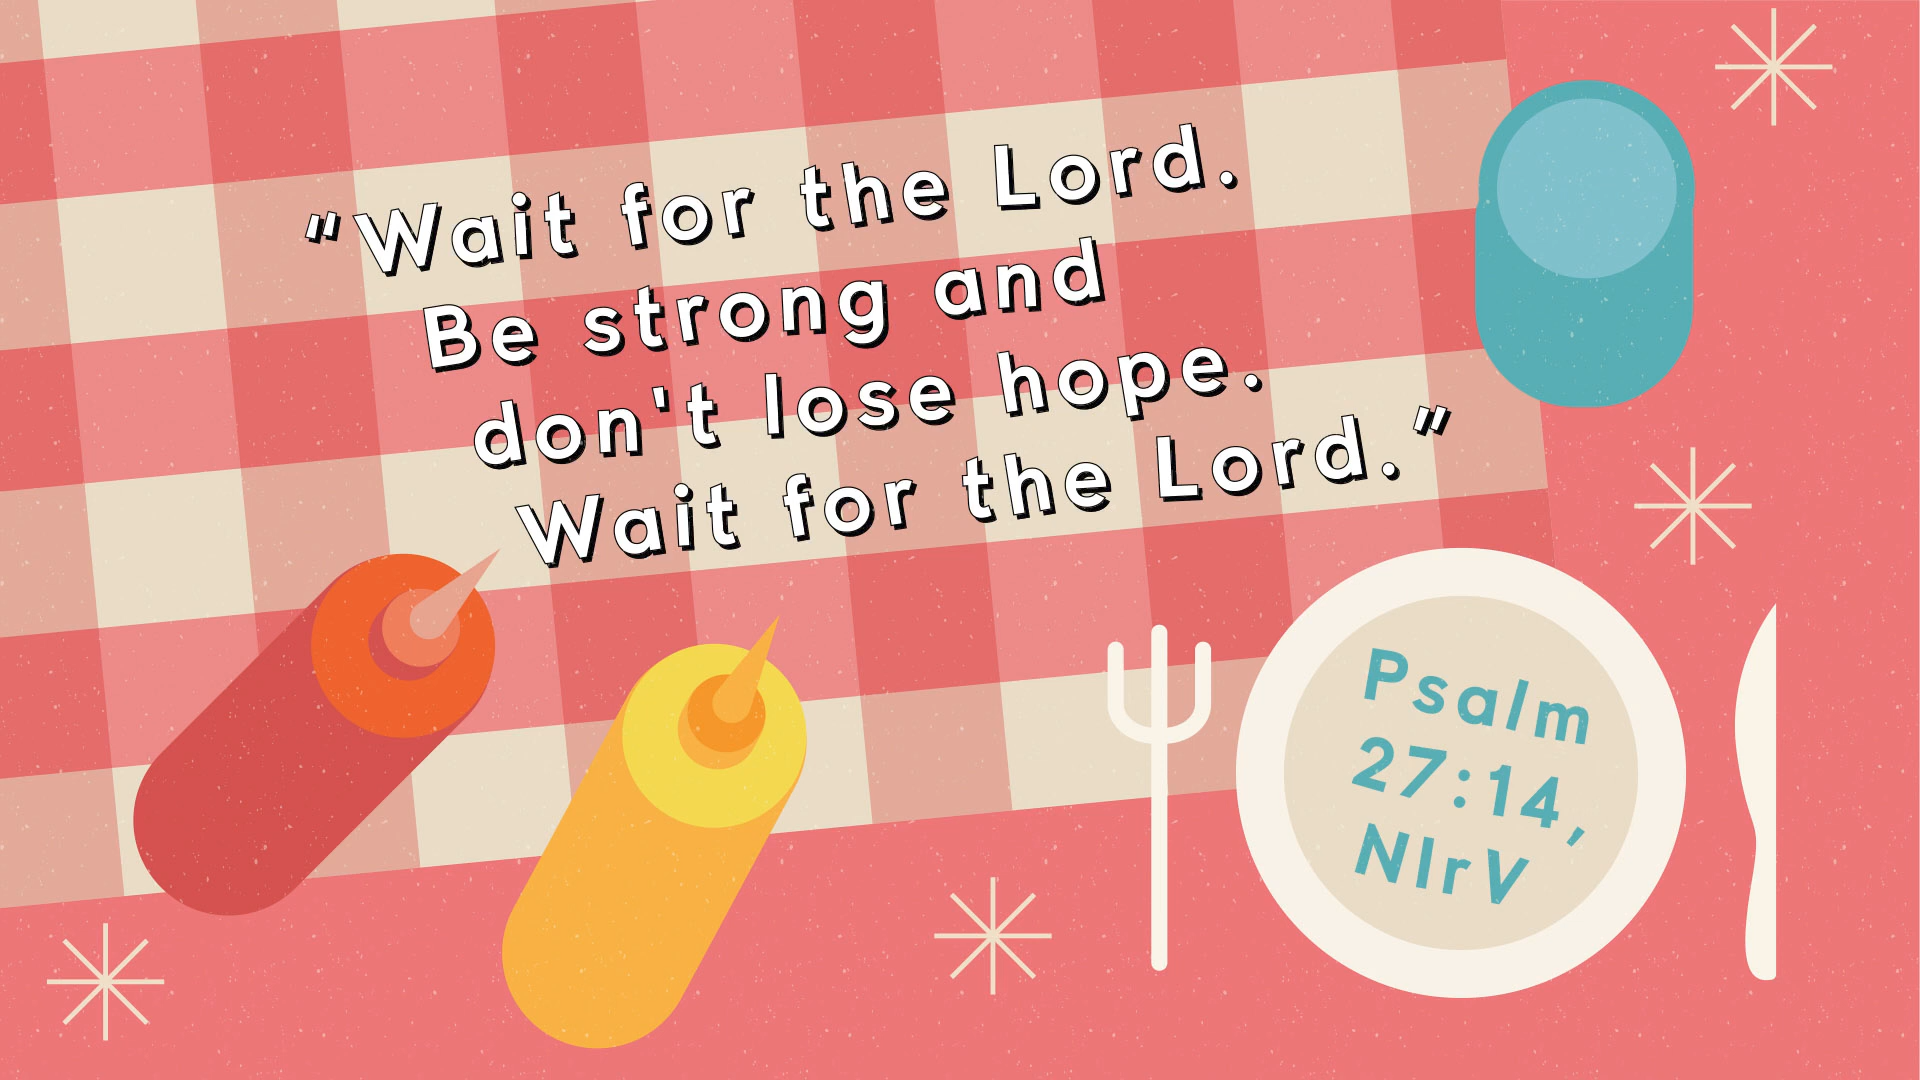 "Wait for the Lord.
Be strong and
don't lose hope.
Wait for the Lord."
Psalm
27:14,
NIrV